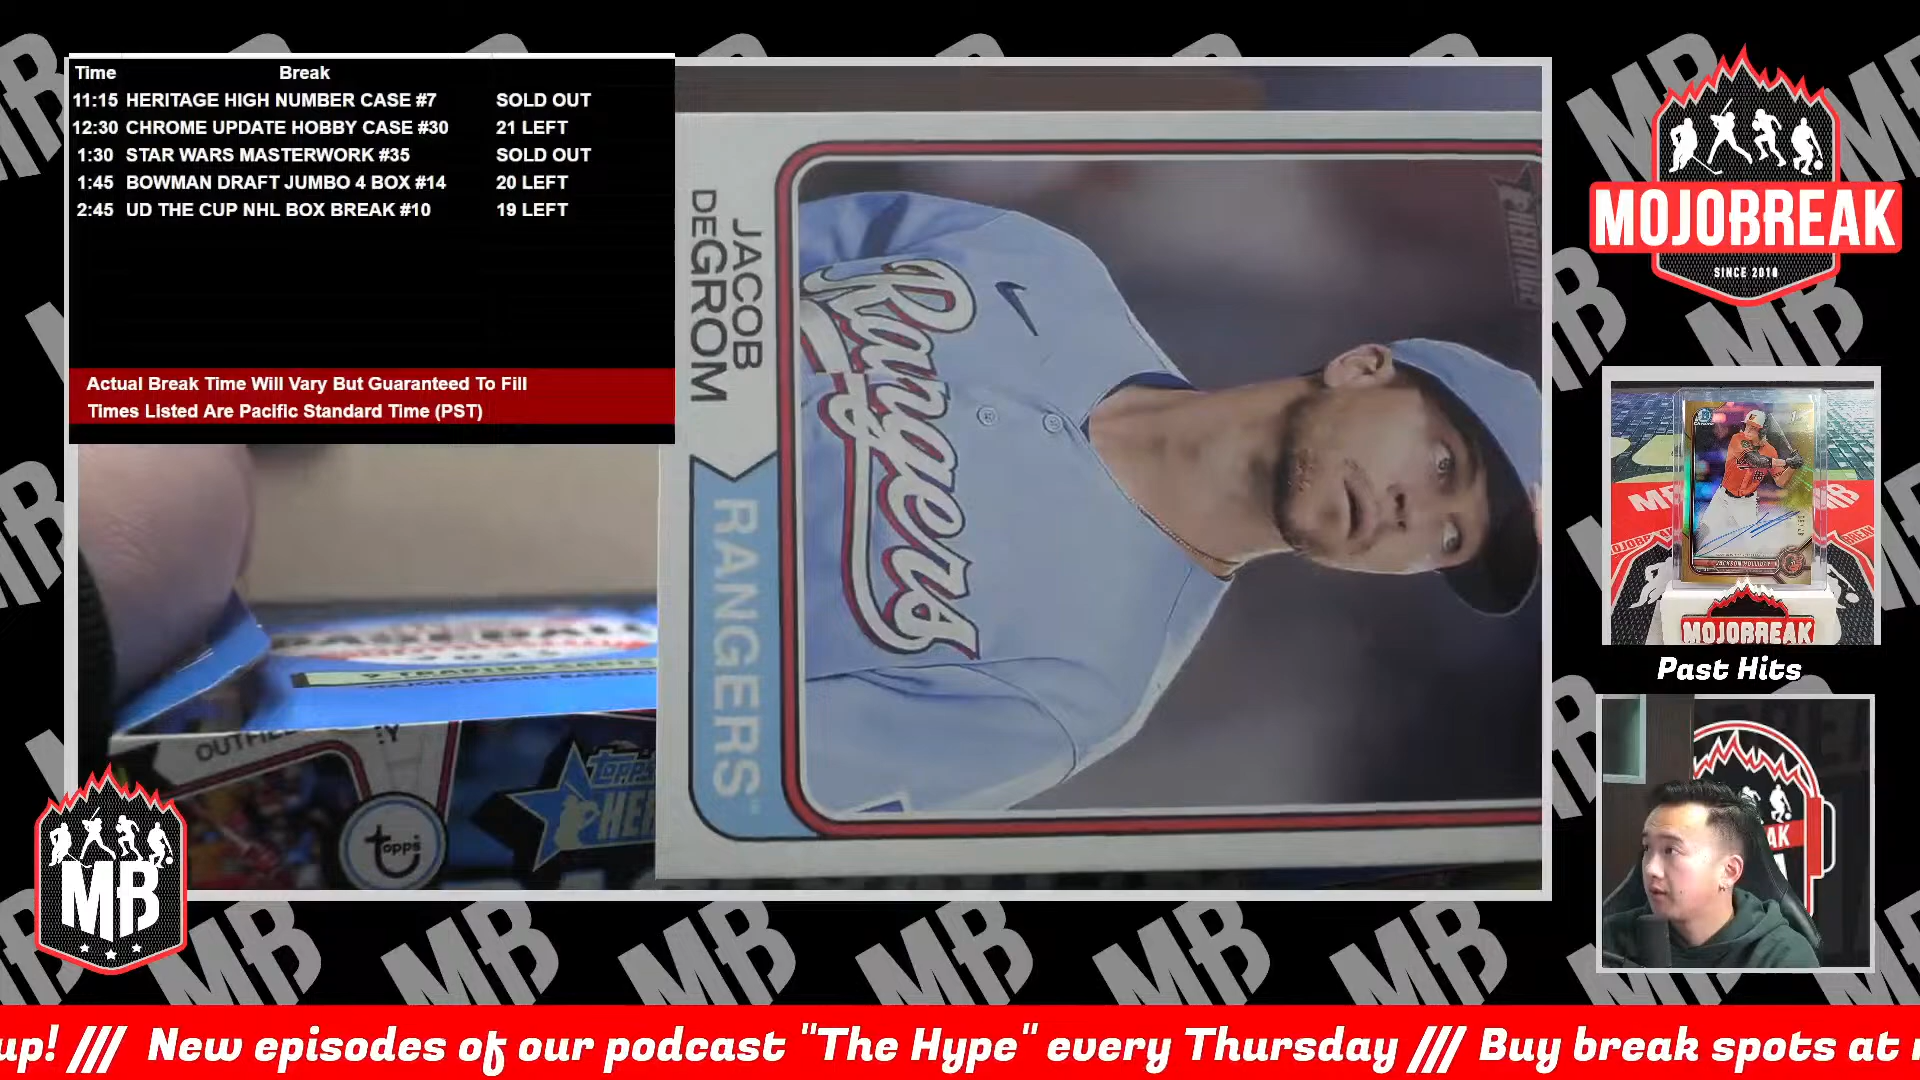 Time Break
11:15 HERITAGE HIGH NUMBER CASE #7 SOLD OUT
12:30 CHROME UPDATE HOBBY CASE #30 21 LEFT
1:30 STAR WARS MASTERWORK #35 SOLD OUT
1:45 BOWMAN DRAFT JUMBO 4 BOX #14 20 LEFT
2:45 UD THE CUP NHL BOX BREAK #10 19 LEFT
Actual Break Time Will Vary But Guaranteed To Fill
Times Listed Are Pacific Standard Time (PST)
JACOB
DEGROM
RANGERS
Rangers
HERITAGE
topps
topps
MB
MOJOBREAK
SINCE 2010
MOJOBREAK
Past Hits
up! /// New episodes of our podcast "The Hype" every Thursday /// Buy break spots at